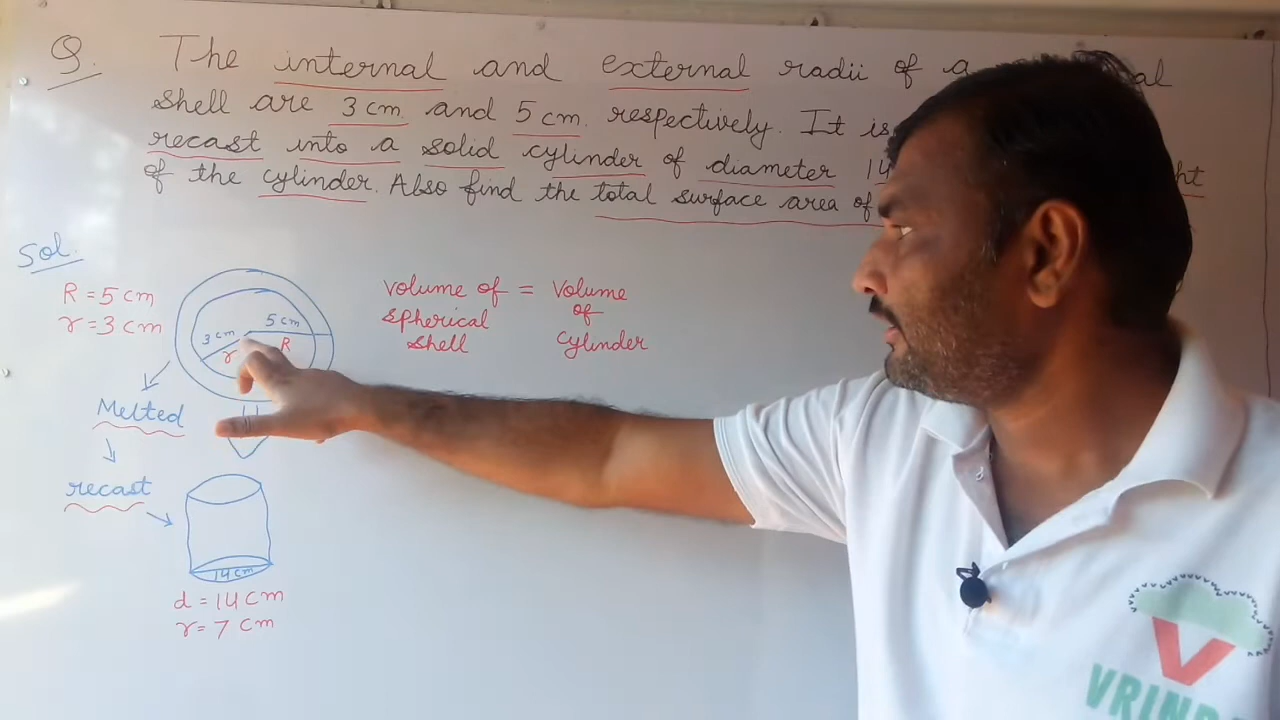 Q. The internal and external radii of a
shell are 3 cm and 5 cm respectively. It is
recast into a solid cylinder of diameter 14
of the cylinder. Also find the total surface area of
Sol.
R = 5 cm
r = 3 cm
3 cm
5 cm
r
R
Melted
recast
14 cm
d = 14 cm
r = 7 cm
Volume of = Volume
Spherical of
Shell Cylinder
V